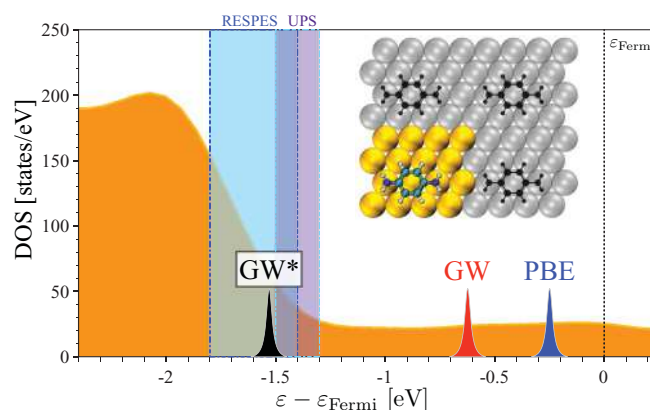 RESPES UPS
250
200
150
100
50
0
DOS [states/eV]
ε_Fermi
GW*
GW
PBE
-2 -1.5 -1 -0.5 0
ε − ε_Fermi [eV]